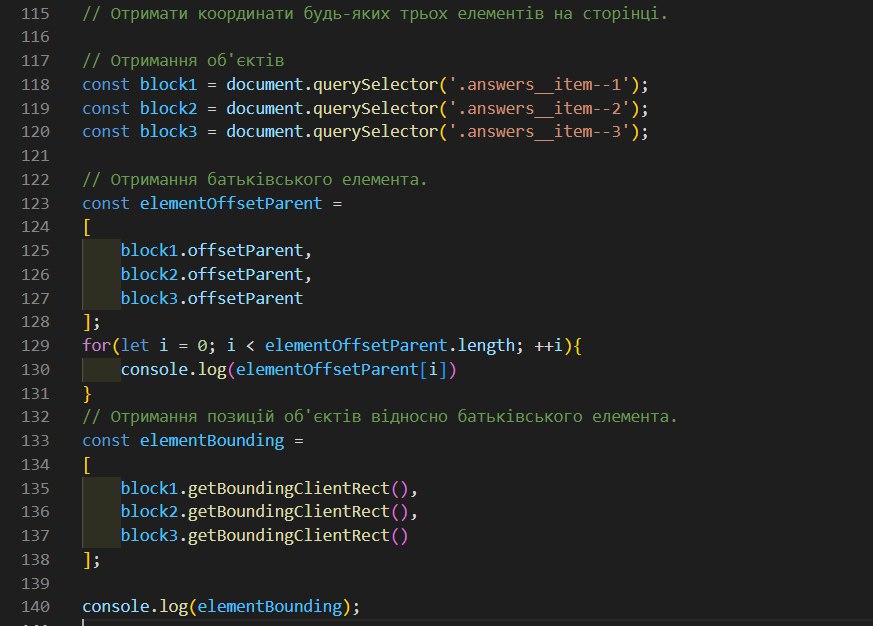 115 // Отримати координати будь-яких трьох елементів на сторінці.
116
117 // Отримання об'єктів
118 const block1 = document.querySelector('.answers__item--1');
119 const block2 = document.querySelector('.answers__item--2');
120 const block3 = document.querySelector('.answers__item--3');
121
122 // Отримання батьківського елемента.
123 const elementOffsetParent =
124 [
125     block1.offsetParent,
126     block2.offsetParent,
127     block3.offsetParent
128 ];
129 for(let i = 0; i < elementOffsetParent.length; ++i){
130     console.log(elementOffsetParent[i])
131 }
132 // Отримання позицій об'єктів відносно батьківського елемента.
133 const elementBounding =
134 [
135     block1.getBoundingClientRect(),
136     block2.getBoundingClientRect(),
137     block3.getBoundingClientRect()
138 ];
139
140 console.log(elementBounding);